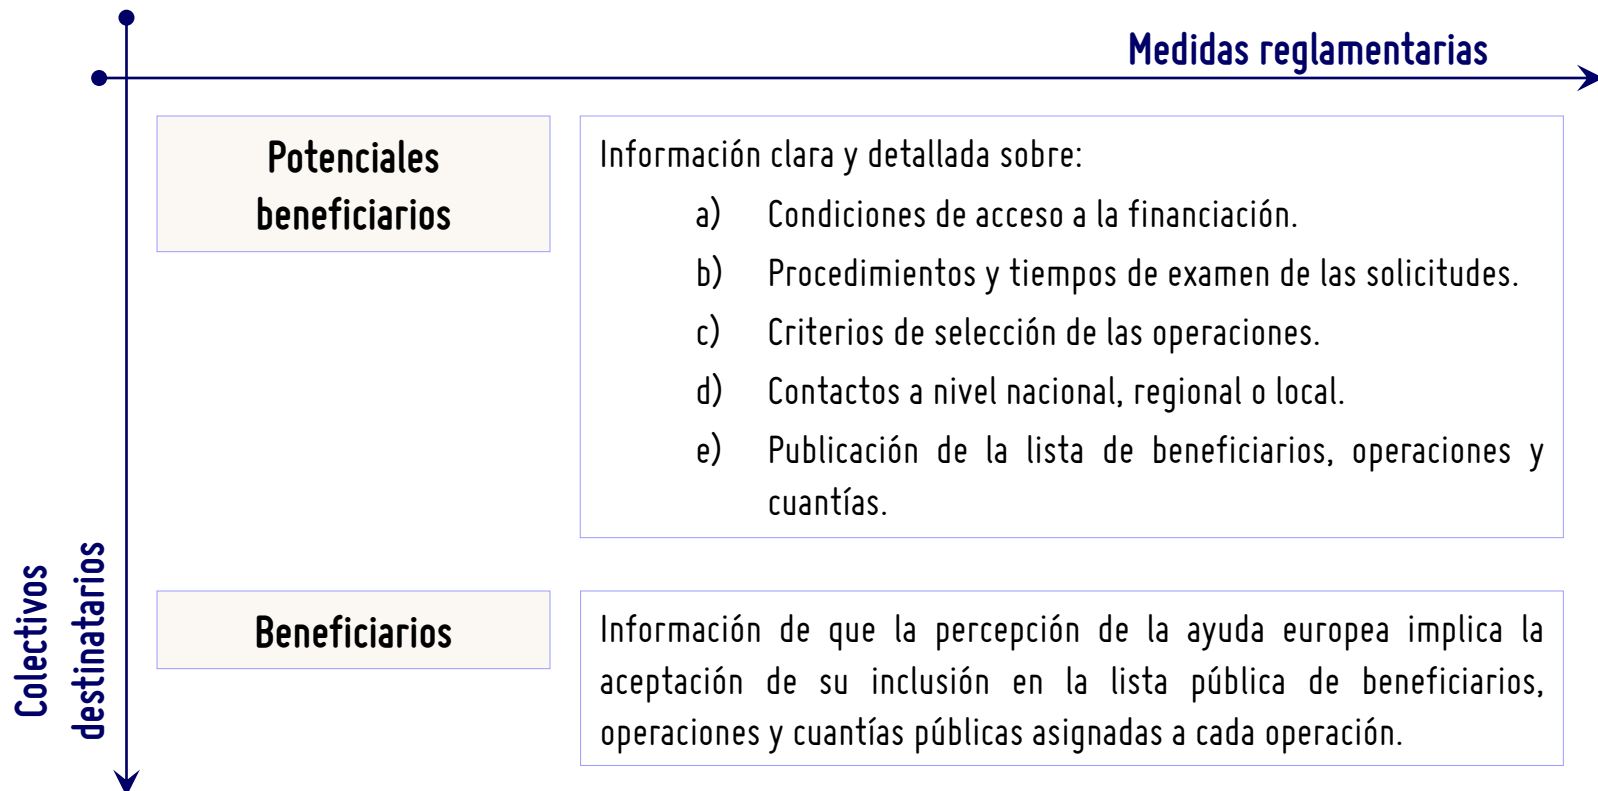 Medidas reglamentarias
Potenciales
beneficiarios
Información clara y detallada sobre:
a) Condiciones de acceso a la financiación.
b) Procedimientos y tiempos de examen de las solicitudes.
c) Criterios de selección de las operaciones.
d) Contactos a nivel nacional, regional o local.
e) Publicación de la lista de beneficiarios, operaciones y
cuantías.
Colectivos
destinatarios
Beneficiarios
Información de que la percepción de la ayuda europea implica la
aceptación de su inclusión en la lista pública de beneficiarios,
operaciones y cuantías públicas asignadas a cada operación.